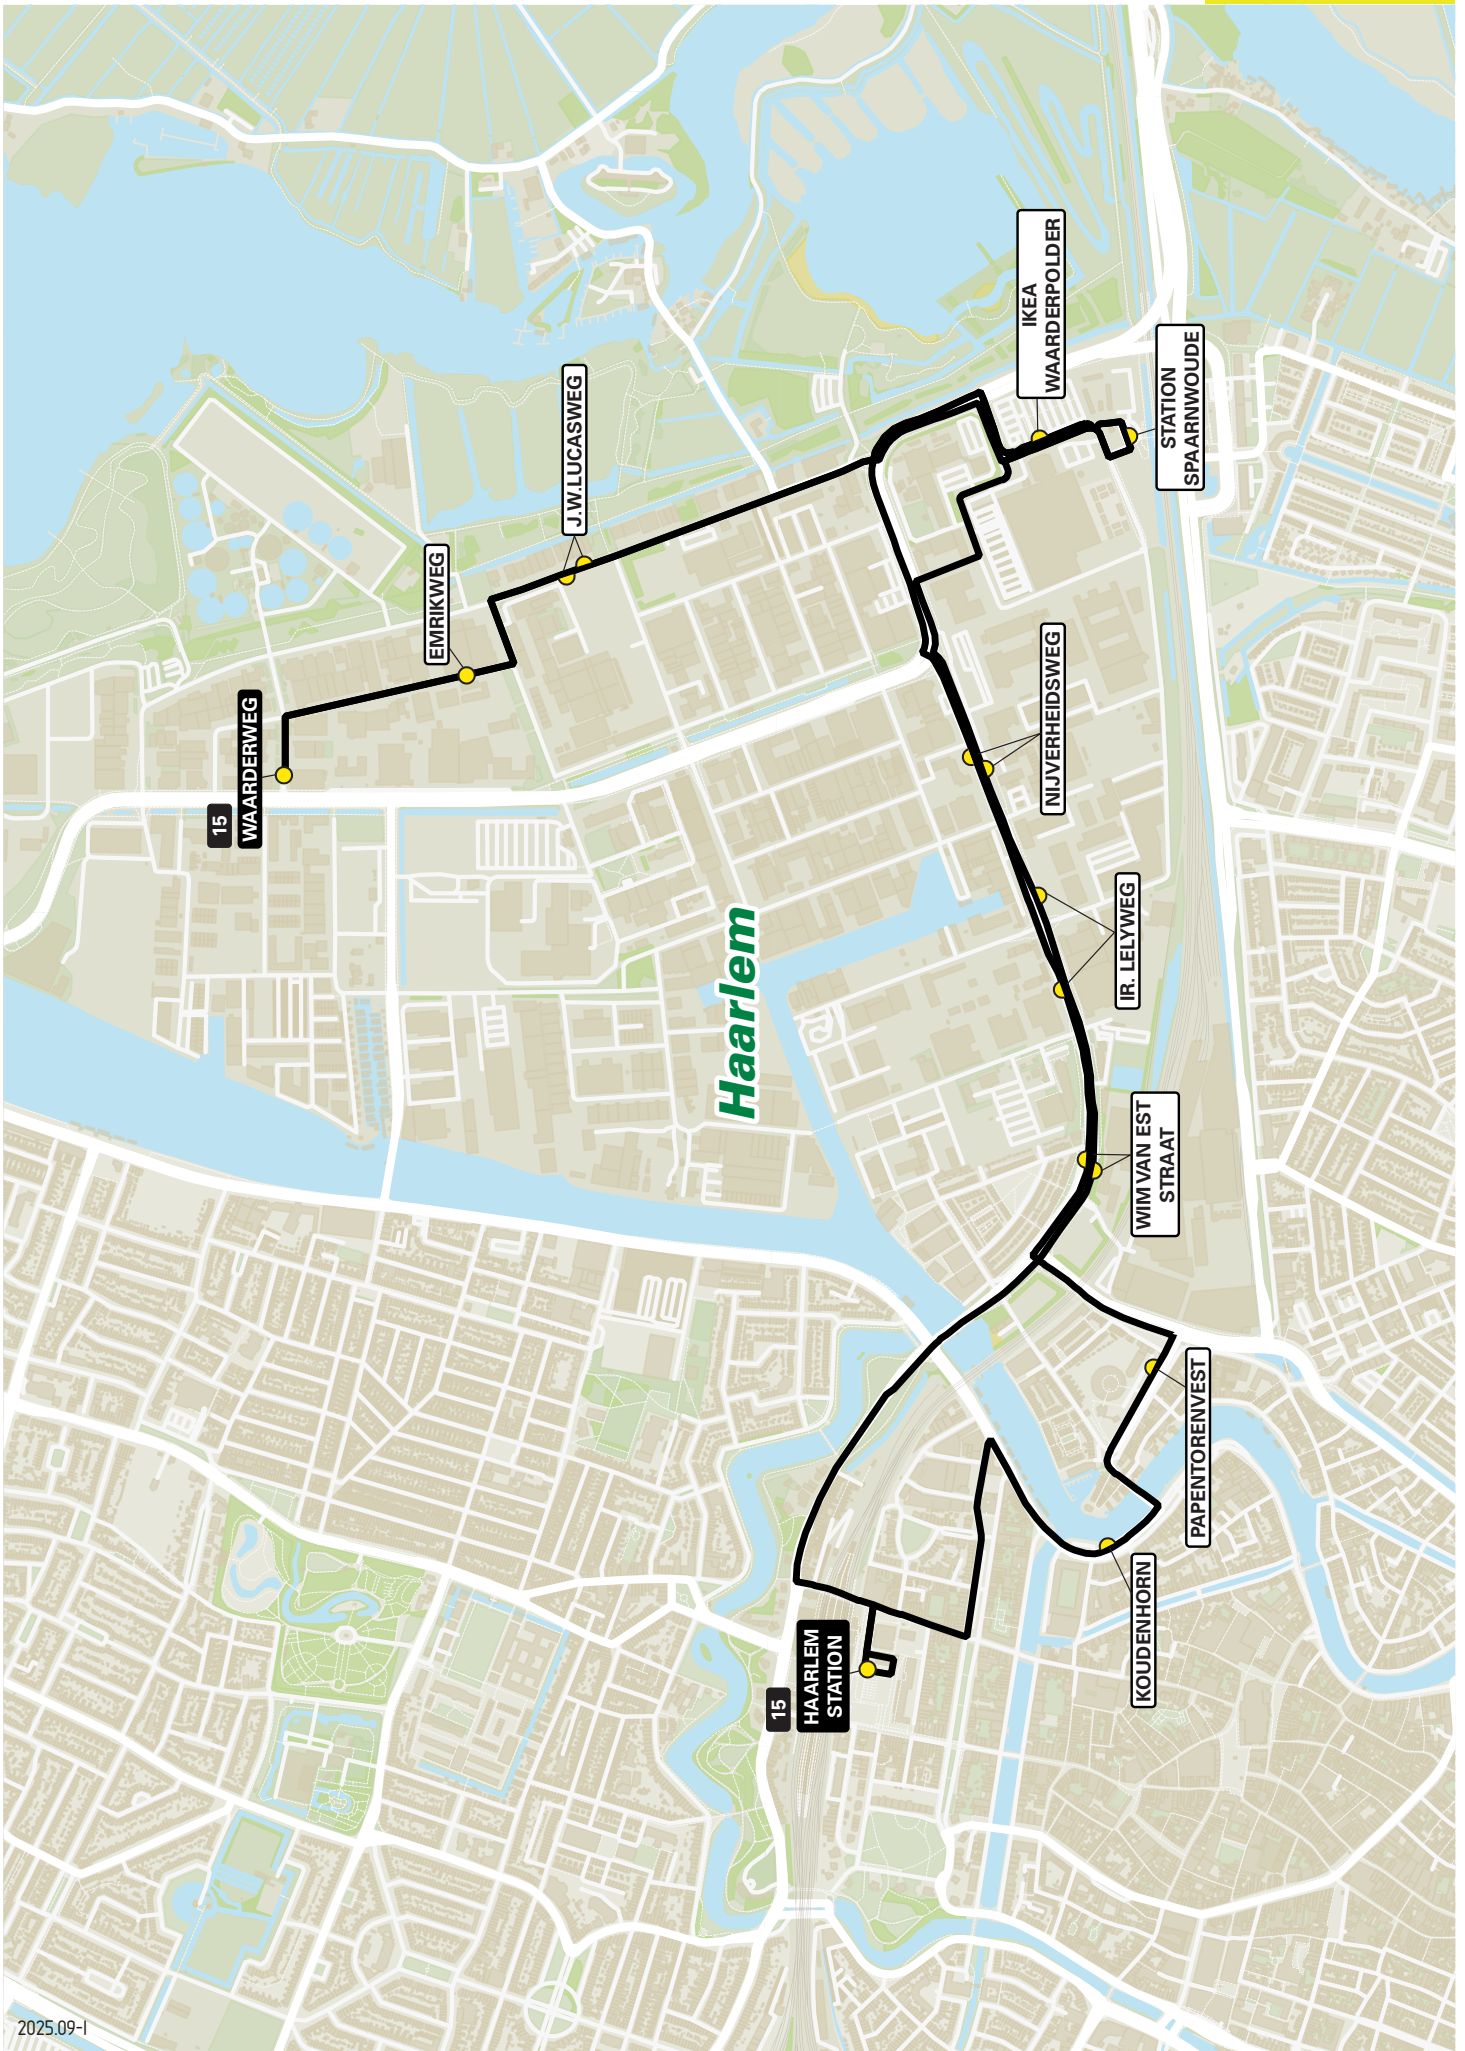 15
WAARDERWEG
EMRIKWEG
J.W.LUCASWEG
IKEA
WAARDERPOLDER
STATION
SPAARNWOUDE
NIJVERHEIDSWEG
IR. LELYWEG
Haarlem
WIM VAN EST
STRAAT
PAPENTORENVEST
KOUDENHORN
15
HAARLEM
STATION
2025.09-I